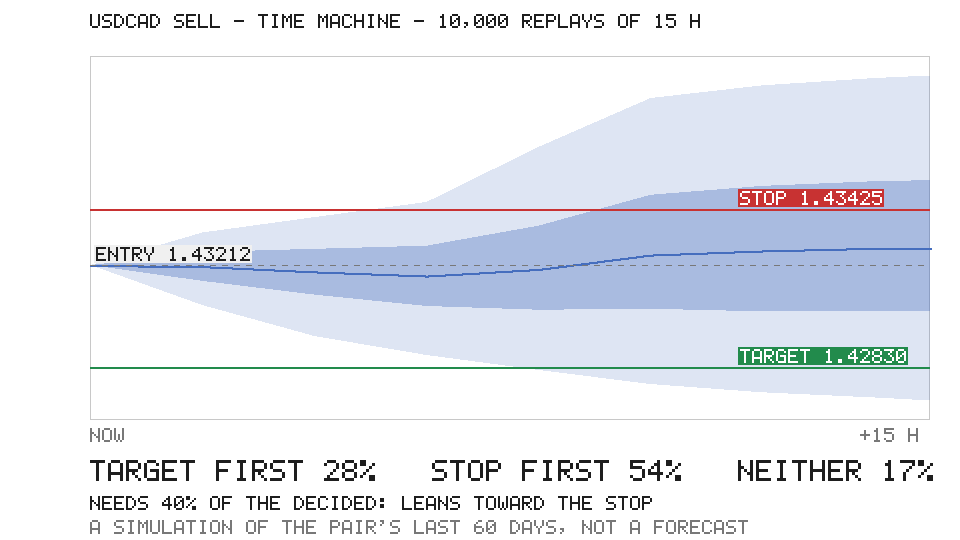 USDCAD SELL - TIME MACHINE - 10,000 REPLAYS OF 15 H
STOP 1.43425
ENTRY 1.43212
TARGET 1.42830
NOW +15 H
TARGET FIRST 28% STOP FIRST 54% NEITHER 17%
NEEDS 40% OF THE DECIDED: LEANS TOWARD THE STOP
A SIMULATION OF THE PAIR'S LAST 60 DAYS, NOT A FORECAST